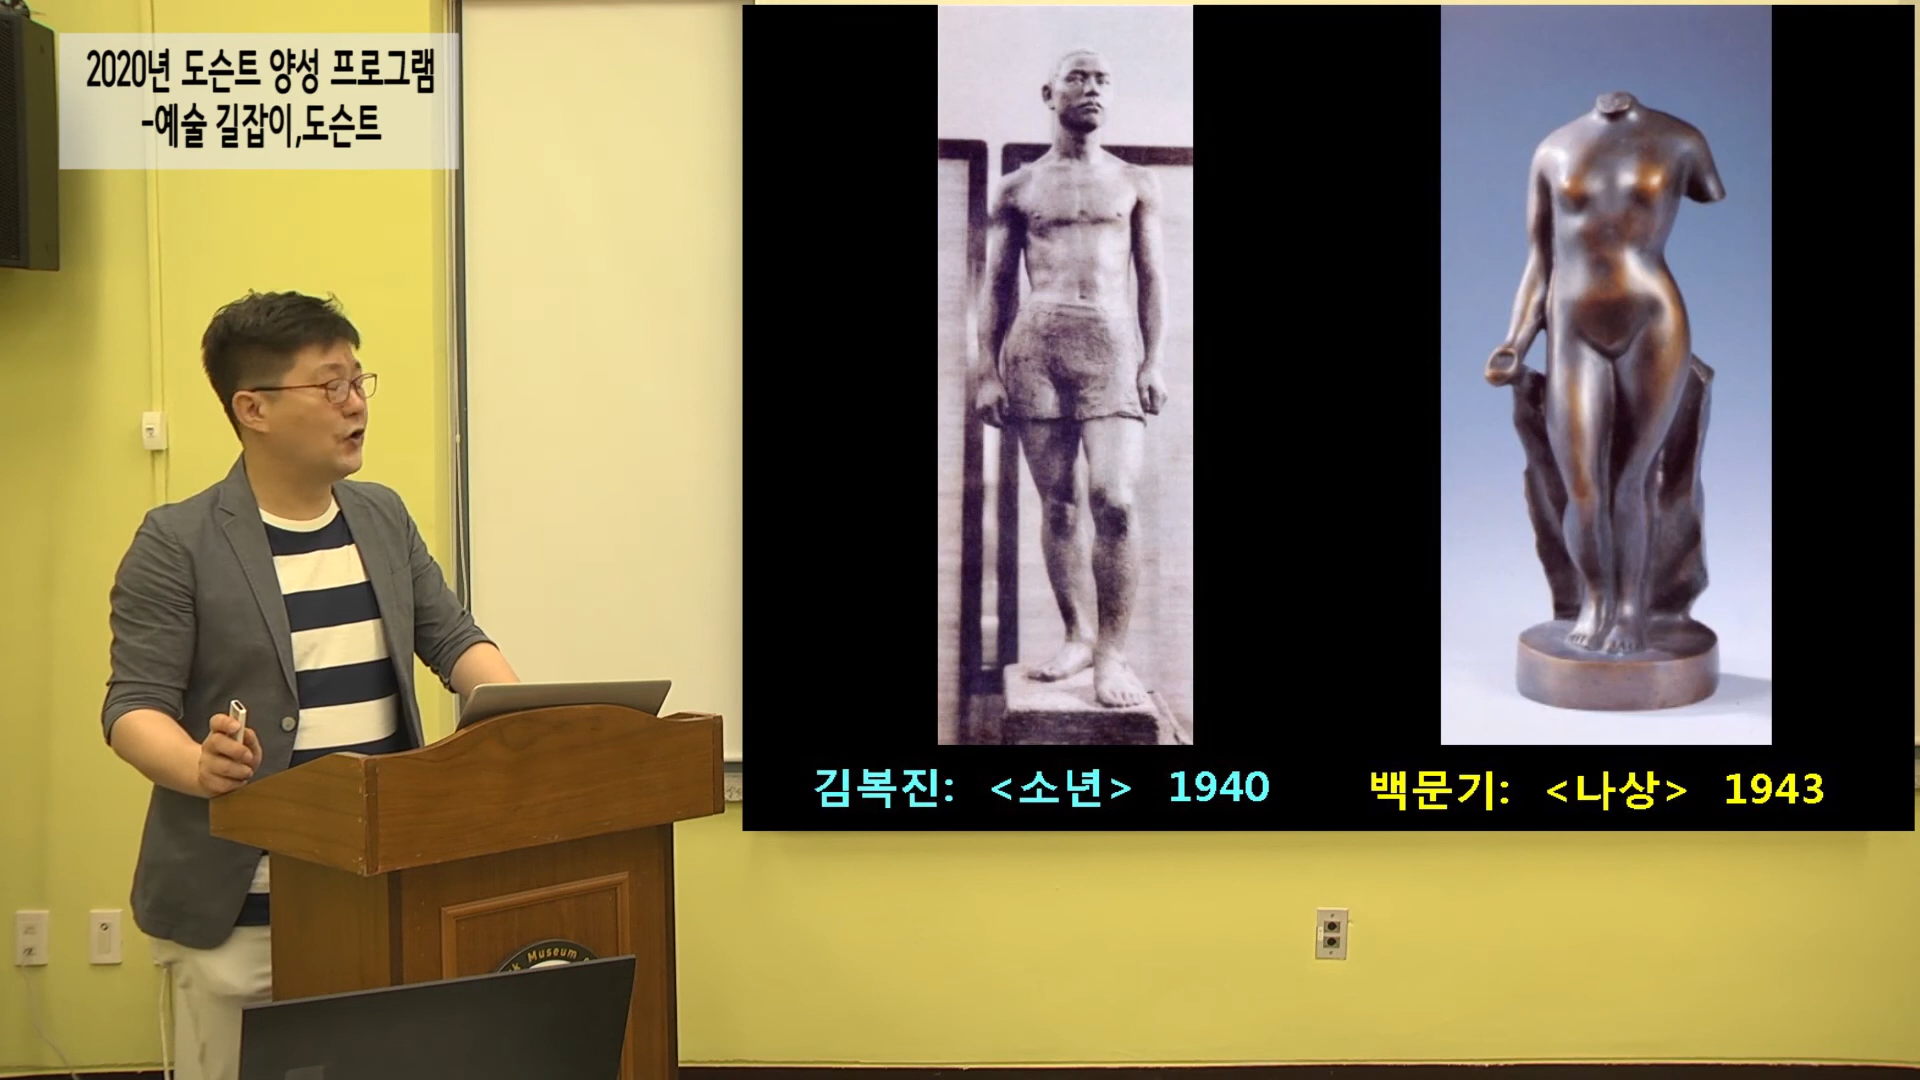 2020년 도슨트 양성 프로그램
-예술 길잡이,도슨트
김복진: <소년> 1940
백문기: <나상> 1943
Museum